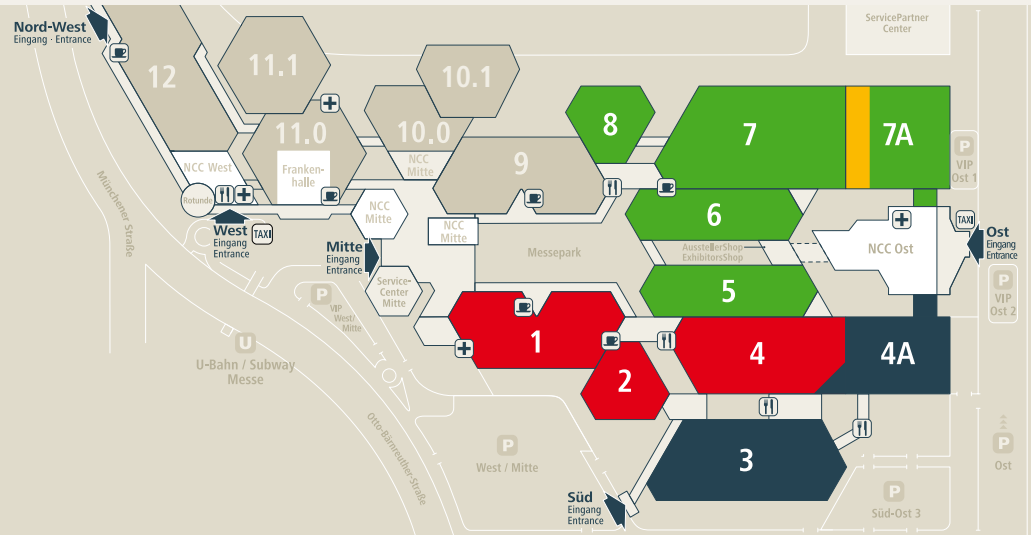 ServicePartner
Center
Nord-West
Eingang · Entrance
12
11.1
10.1
11.0
10.0
8
7
7A
9
NCC West
Franken-
halle
NCC
Mitte
P
VIP
Ost 1
Rotunde
NCC
Mitte
6
TAXI
West
Eingang
Entrance
TAXI
NCC
Mitte
Mitte
Eingang
Entrance
Messepark
AusstellerShop
ExhibitorsShop
NCC Ost
Ost
Eingang
Entrance
Münchener Straße
Service-
Center
Mitte
5
P
VIP
Ost 2
P
VIP
West/
Mitte
U
U-Bahn / Subway
Messe
1
2
4
4A
Otto-Bärnreuther-Straße
P
West / Mitte
3
P
Ost
P
Süd-Ost 3
Süd
Eingang
Entrance